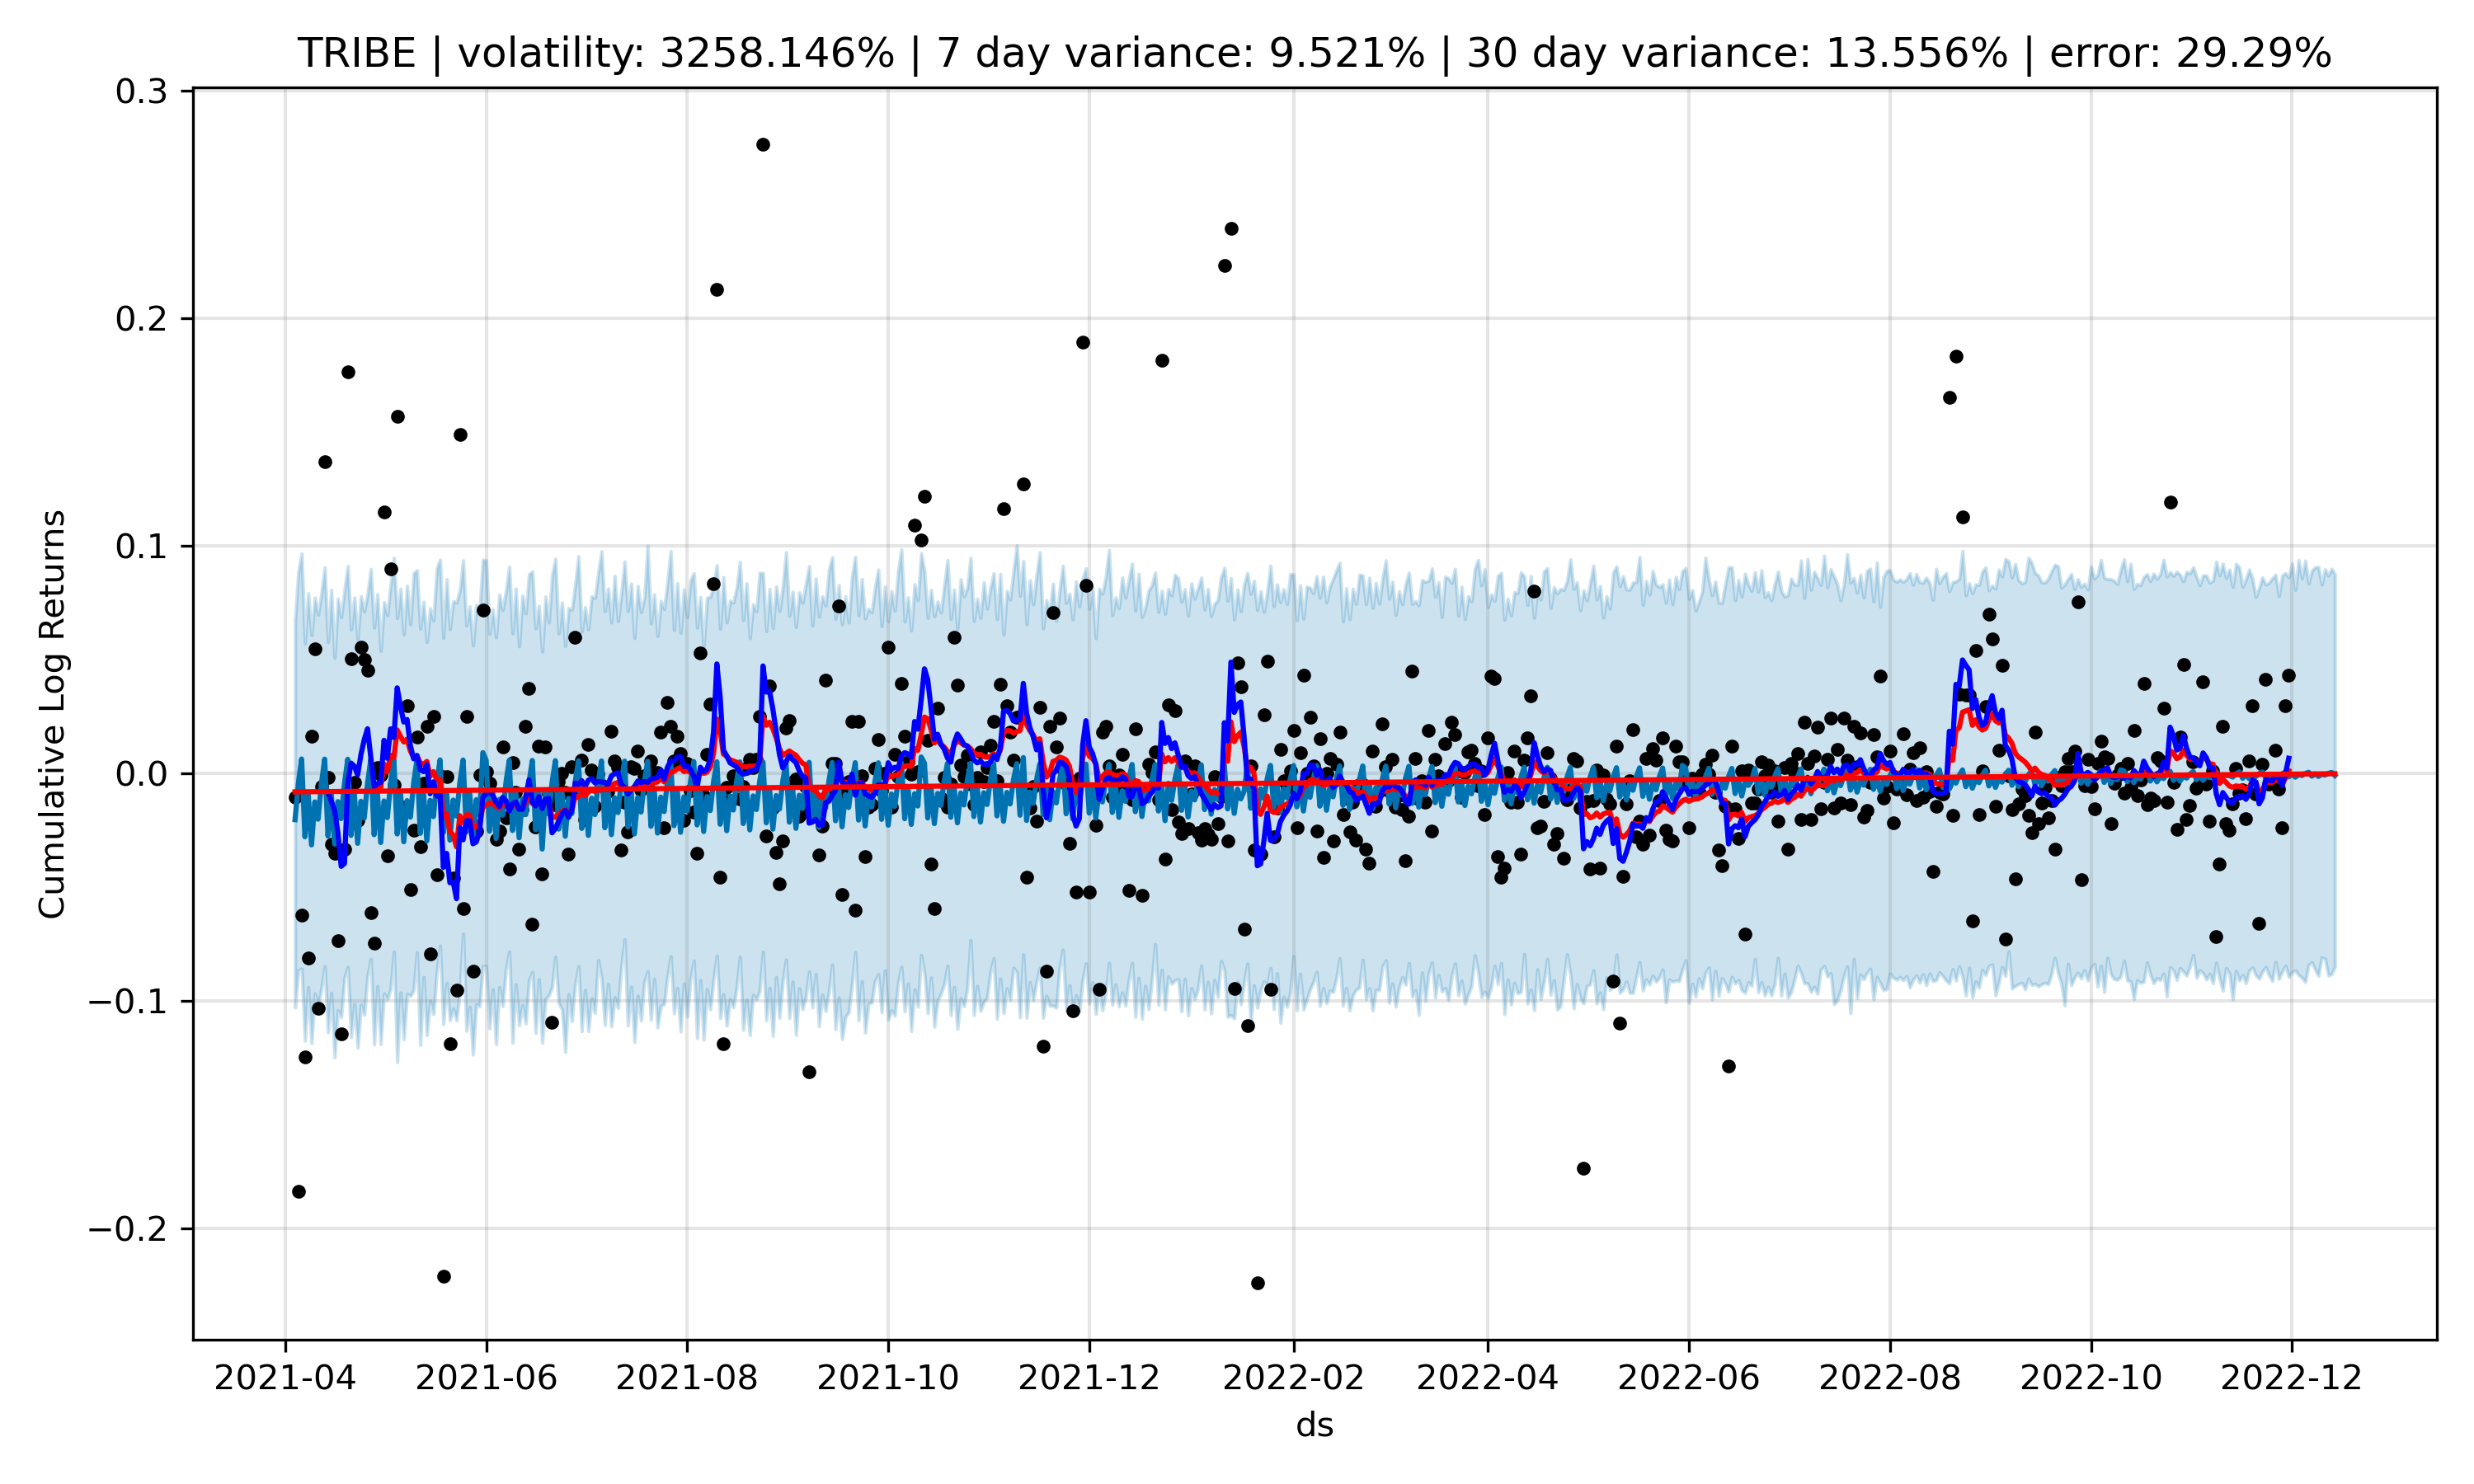 TRIBE | volatility: 3258.146% | 7 day variance: 9.521% | 30 day variance: 13.556% | error: 29.29%
0.3
0.2
0.1
0.0
−0.1
−0.2
Cumulative Log Returns
2021-04 2021-06 2021-08 2021-10 2021-12 2022-02 2022-04 2022-06 2022-08 2022-10 2022-12
ds